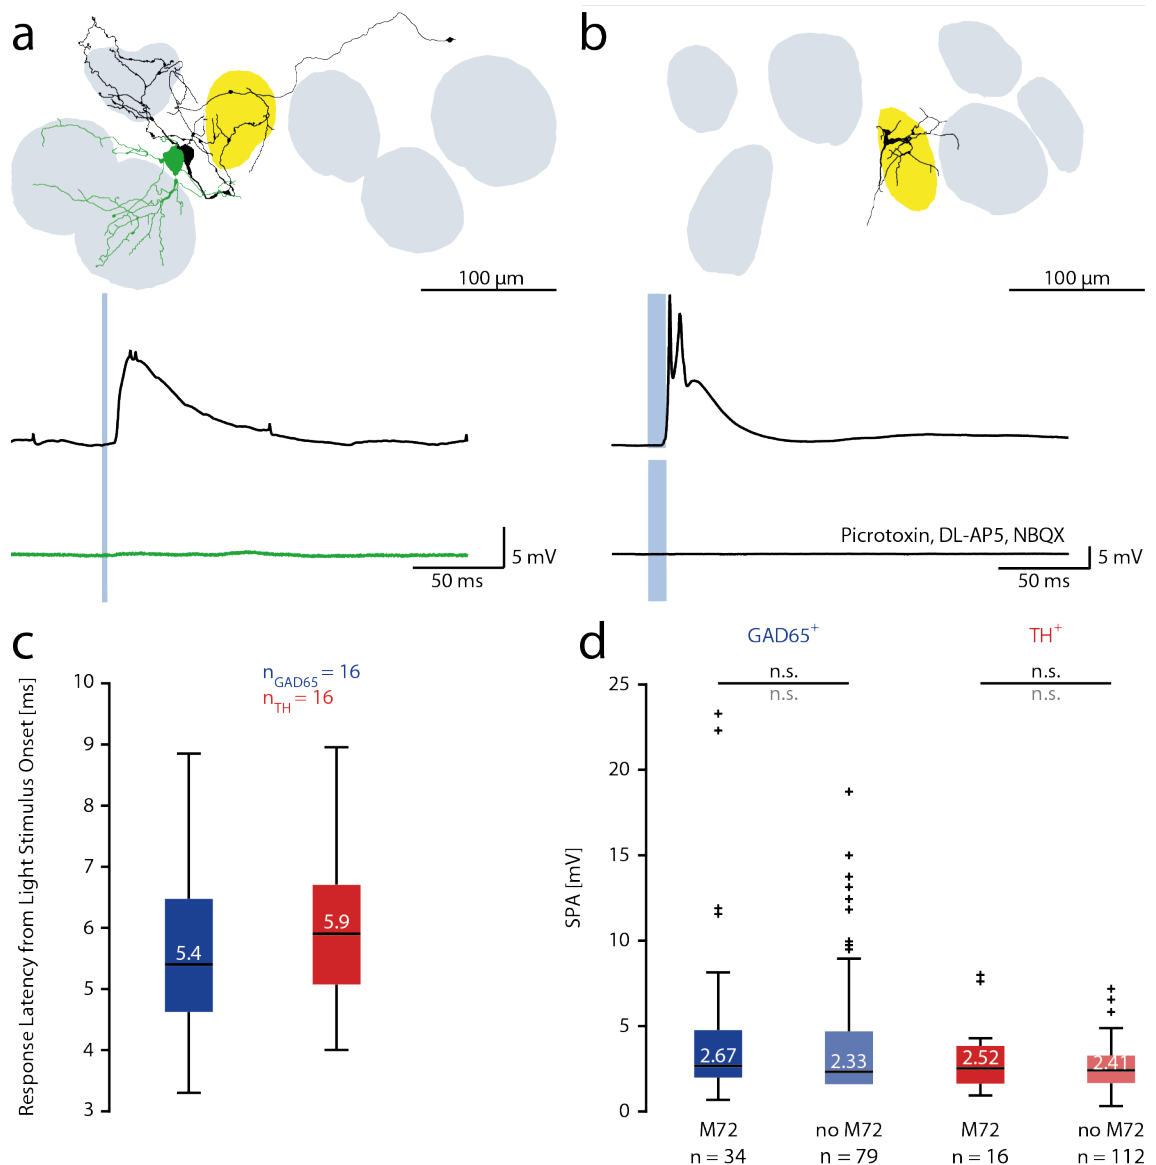 a
b
100 µm
100 µm
Picrotoxin, DL-AP5, NBQX
5 mV
50 ms
5 mV
50 ms
c
n GAD65 = 16
n TH = 16
Response Latency from Light Stimulus Onset [ms]
10
9
8
7
6
5
4
3
5.4
5.9
d
GAD65+
TH+
n.s.
n.s.
n.s.
n.s.
SPA [mV]
25
20
15
10
5
0
2.67
2.33
2.52
2.41
M72
no M72
M72
no M72
n = 34
n = 79
n = 16
n = 112